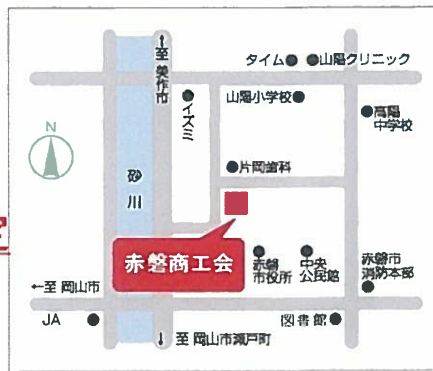 至 美作市
タイム
山陽クリニック
イズミ
山陽小学校
高陽
中学校
N
片岡歯科
砂川
赤磐商工会
赤磐
市役所
中央
公民館
赤磐市
消防本部
←至 岡山市
JA
図書館
至 岡山市瀬戸町